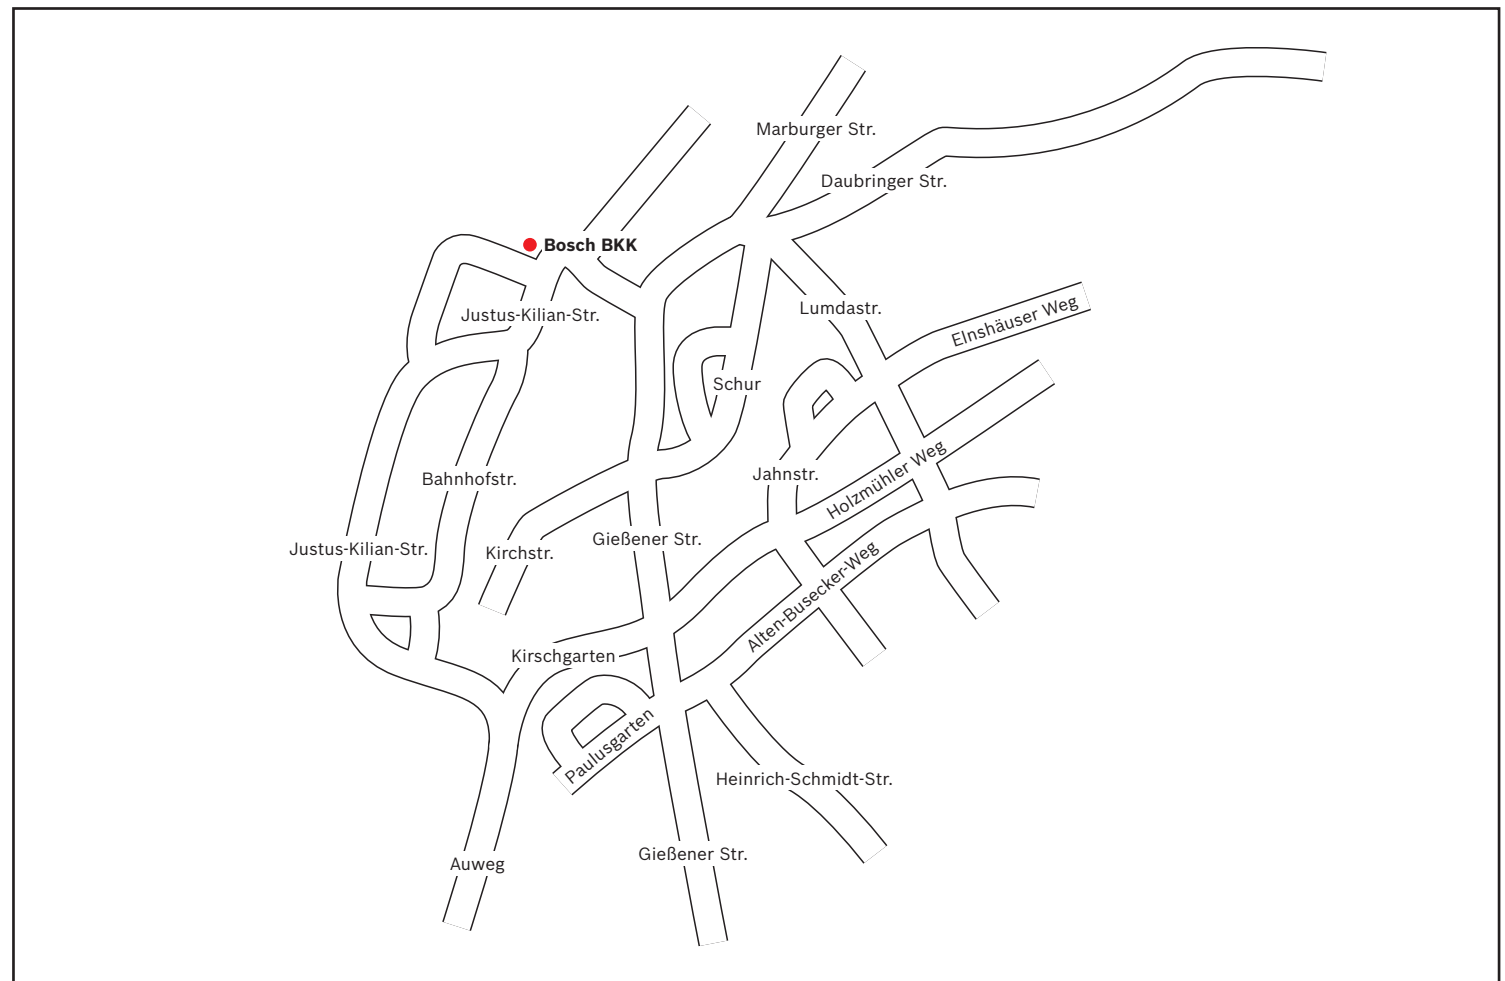 Marburger Str.
Daubringer Str.
Bosch BKK
Justus-Kilian-Str.
Lumdastr.
Elnshäuser Weg
Schur
Bahnhofstr.
Jahnstr.
Holzmühler Weg
Justus-Kilian-Str.
Kirchstr.
Gießener Str.
Alten-Busecker-Weg
Kirschgarten
Paulusgarten
Heinrich-Schmidt-Str.
Gießener Str.
Auweg